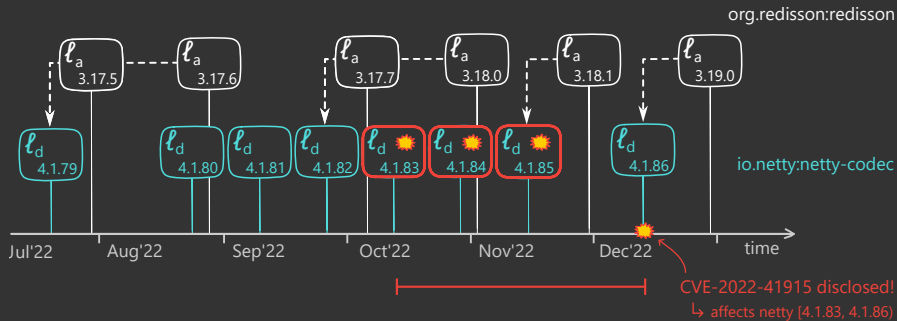 org.redisson:redisson
ℓa 3.17.5
ℓa 3.17.6
ℓa 3.17.7
ℓa 3.18.0
ℓa 3.18.1
ℓa 3.19.0
ℓd 4.1.79
ℓd 4.1.80
ℓd 4.1.81
ℓd 4.1.82
ℓd 4.1.83
ℓd 4.1.84
ℓd 4.1.85
ℓd 4.1.86
io.netty:netty-codec
Jul'22
Aug'22
Sep'22
Oct'22
Nov'22
Dec'22
time
CVE-2022-41915 disclosed!
↳ affects netty [4.1.83, 4.1.86)